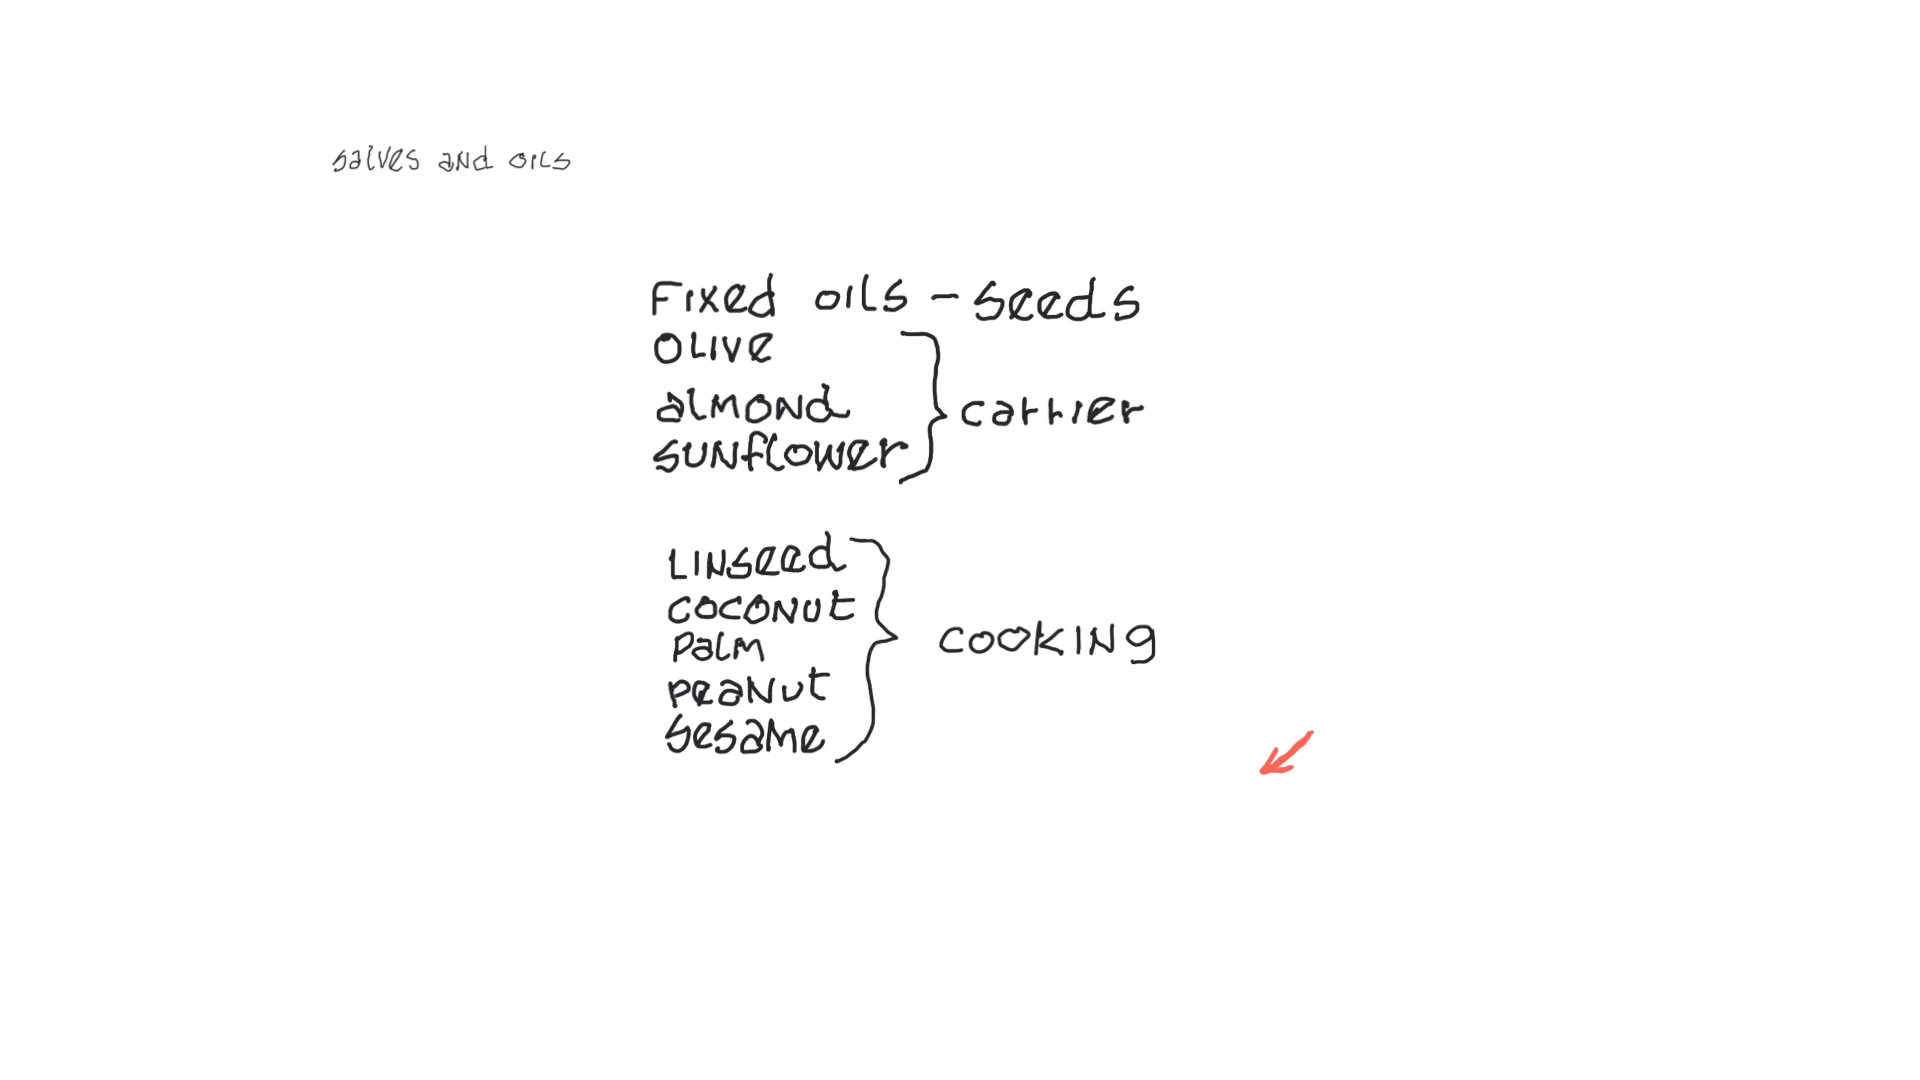 salves and oils
Fixed oils - seeds
Olive
almond
sunflower
carrier
Linseed
coconut
palm
peanut
sesame
cooking